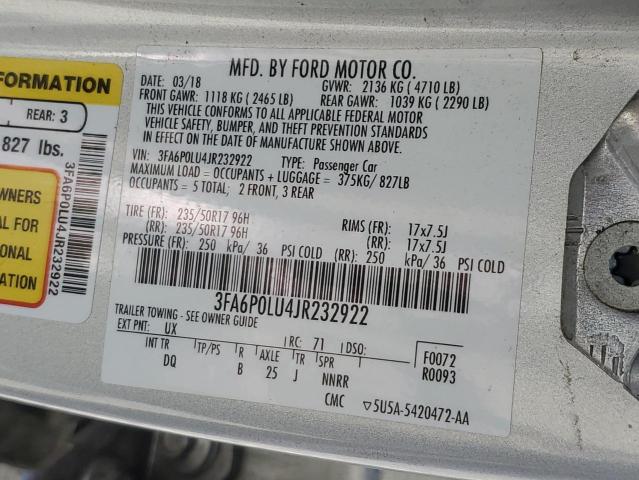 FORMATION
REAR: 3
827 lbs.
3FA6P0LU4JR232922
WNERS
AL FOR
ONAL
ATION
MFD. BY FORD MOTOR CO.
DATE: 03/18 GVWR: 2136 KG ( 4710 LB)
FRONT GAWR: 1118 KG ( 2465 LB) REAR GAWR: 1039 KG ( 2290 LB)
THIS VEHICLE CONFORMS TO ALL APPLICABLE FEDERAL MOTOR
VEHICLE SAFETY, BUMPER, AND THEFT PREVENTION STANDARDS
IN EFFECT ON THE DATE OF MANUFACTURE SHOWN ABOVE.
VIN: 3FA6P0LU4JR232922 TYPE: Passenger Car
MAXIMUM LOAD = OCCUPANTS + LUGGAGE = 375KG/ 827LB
OCCUPANTS = 5 TOTAL; 2 FRONT, 3 REAR
TIRE (FR): 235/50R17 96H RIMS (FR): 17x7.5J
(RR): 235/50R17 96H (RR): 17x7.5J
PRESSURE (FR): 250 kPa/ 36 PSI COLD (RR): 250 kPa/ 36 PSI COLD
3FA6P0LU4JR232922
TRAILER TOWING - SEE OWNER GUIDE
EXT PNT: UX RC: 71 DSO: F0072
INT TR TP/PS R AXLE TR SPR R0093
DQ B 25 J NNRR
CMC ▽5U5A-5420472-AA